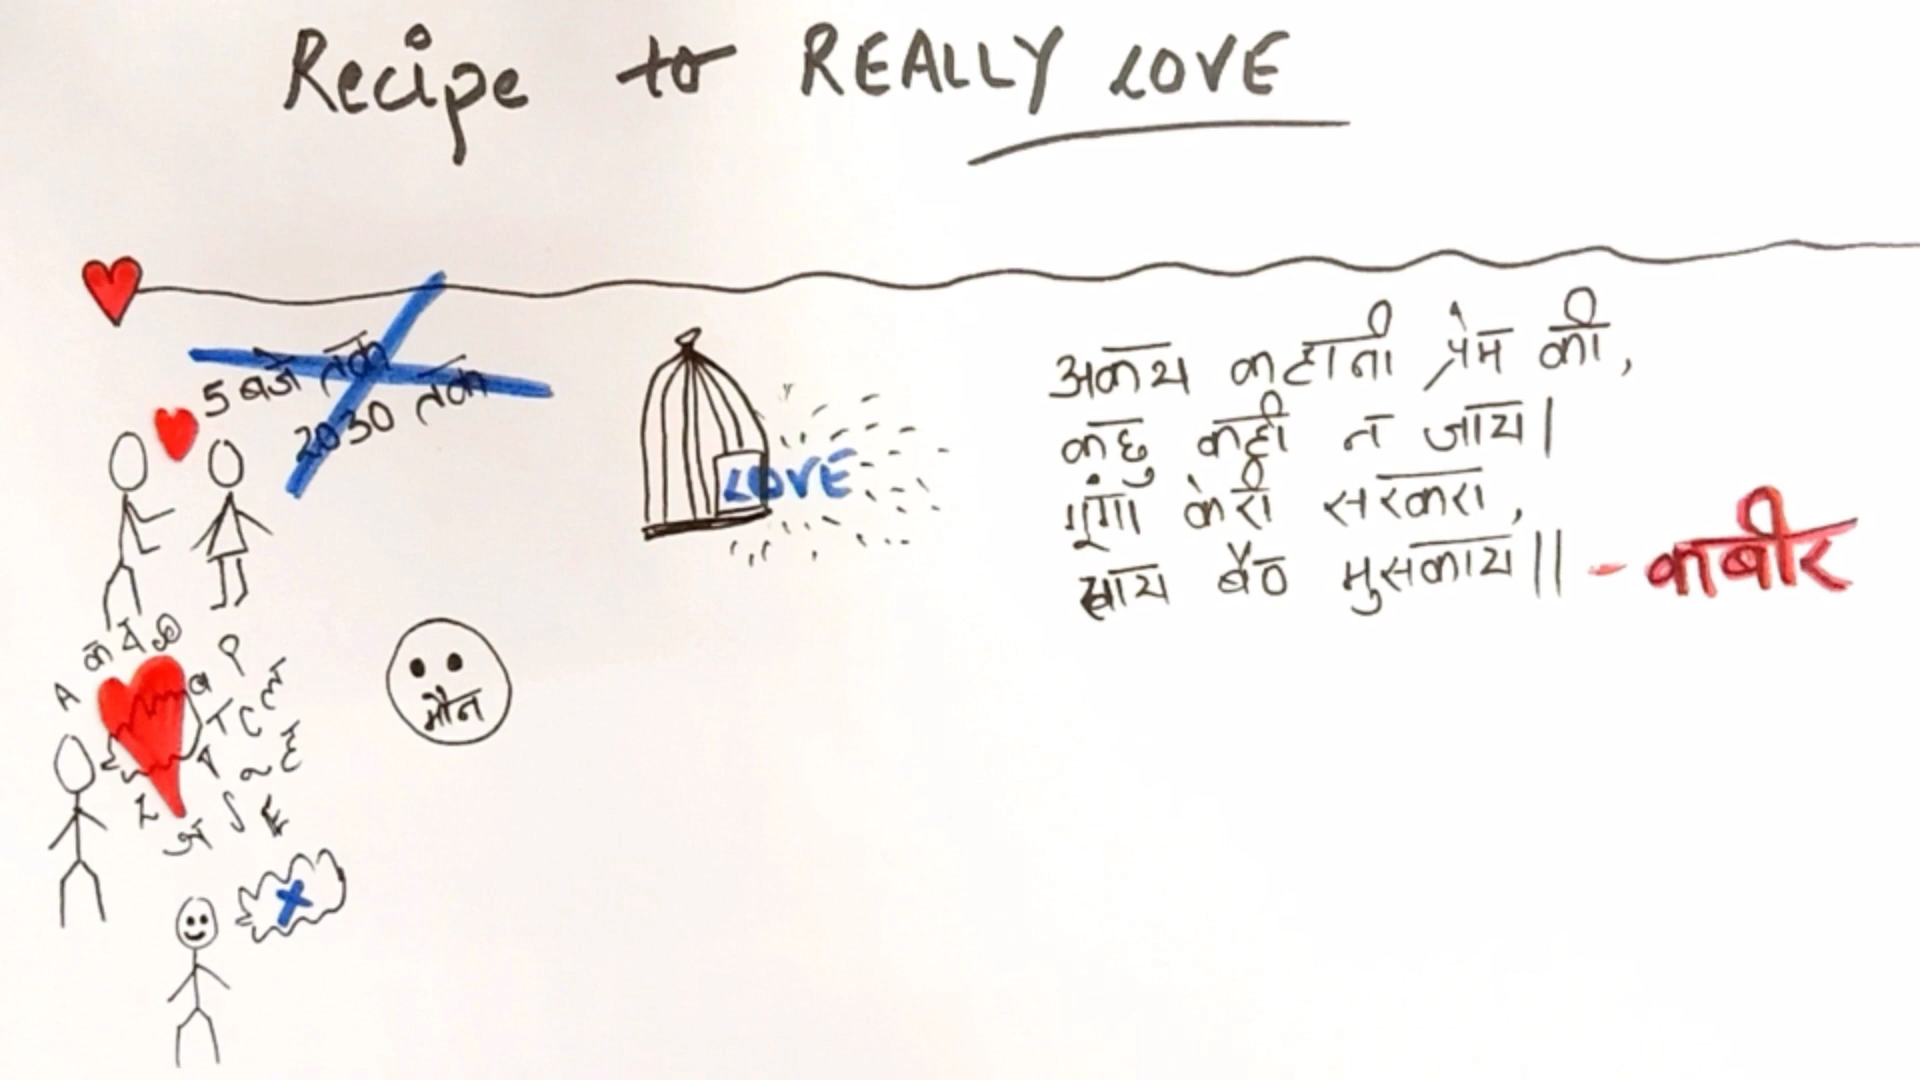 Recipe to REALLY LOVE
5 बजे तक
2030 तक
LOVE
अकथ कहानी प्रेम की,
कछु कही न जाय।
गूंगा केरी सरकरा,
खाय बैठ मुसकाय॥ - कबीर
मौन